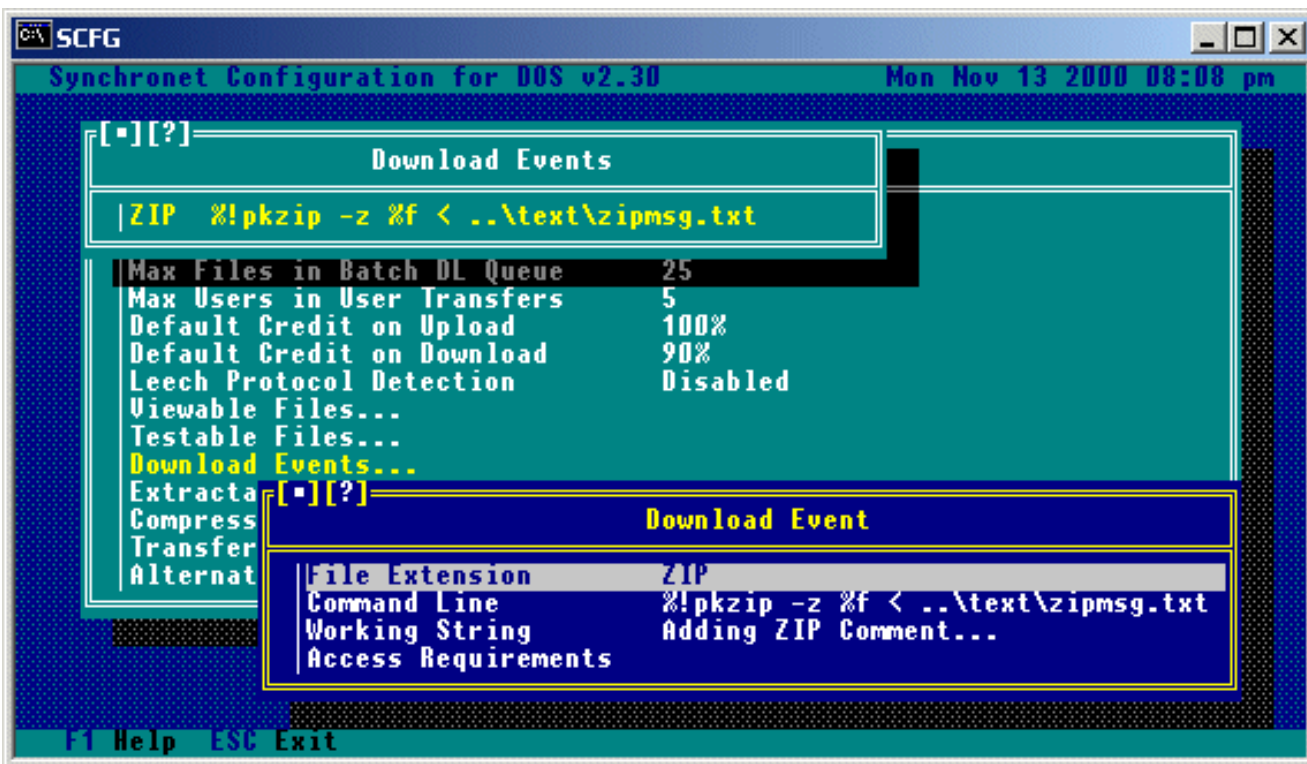 SCFG
Synchronet Configuration for DOS v2.30 Mon Nov 13 2000 08:08 pm
[▪][?]
Download Events
|ZIP %!pkzip -z %f < ..\text\zipmsg.txt
|Max Files in Batch DL Queue 25
|Max Users in User Transfers 5
|Default Credit on Upload 100%
|Default Credit on Download 90%
|Leech Protocol Detection Disabled
|Viewable Files...
|Testable Files...
|Download Events...
|Extracta
|Compress
|Transfer
|Alternat
[▪][?]
Download Event
|File Extension ZIP
|Command Line %!pkzip -z %f < ..\text\zipmsg.txt
|Working String Adding ZIP Comment...
|Access Requirements
F1 Help ESC Exit